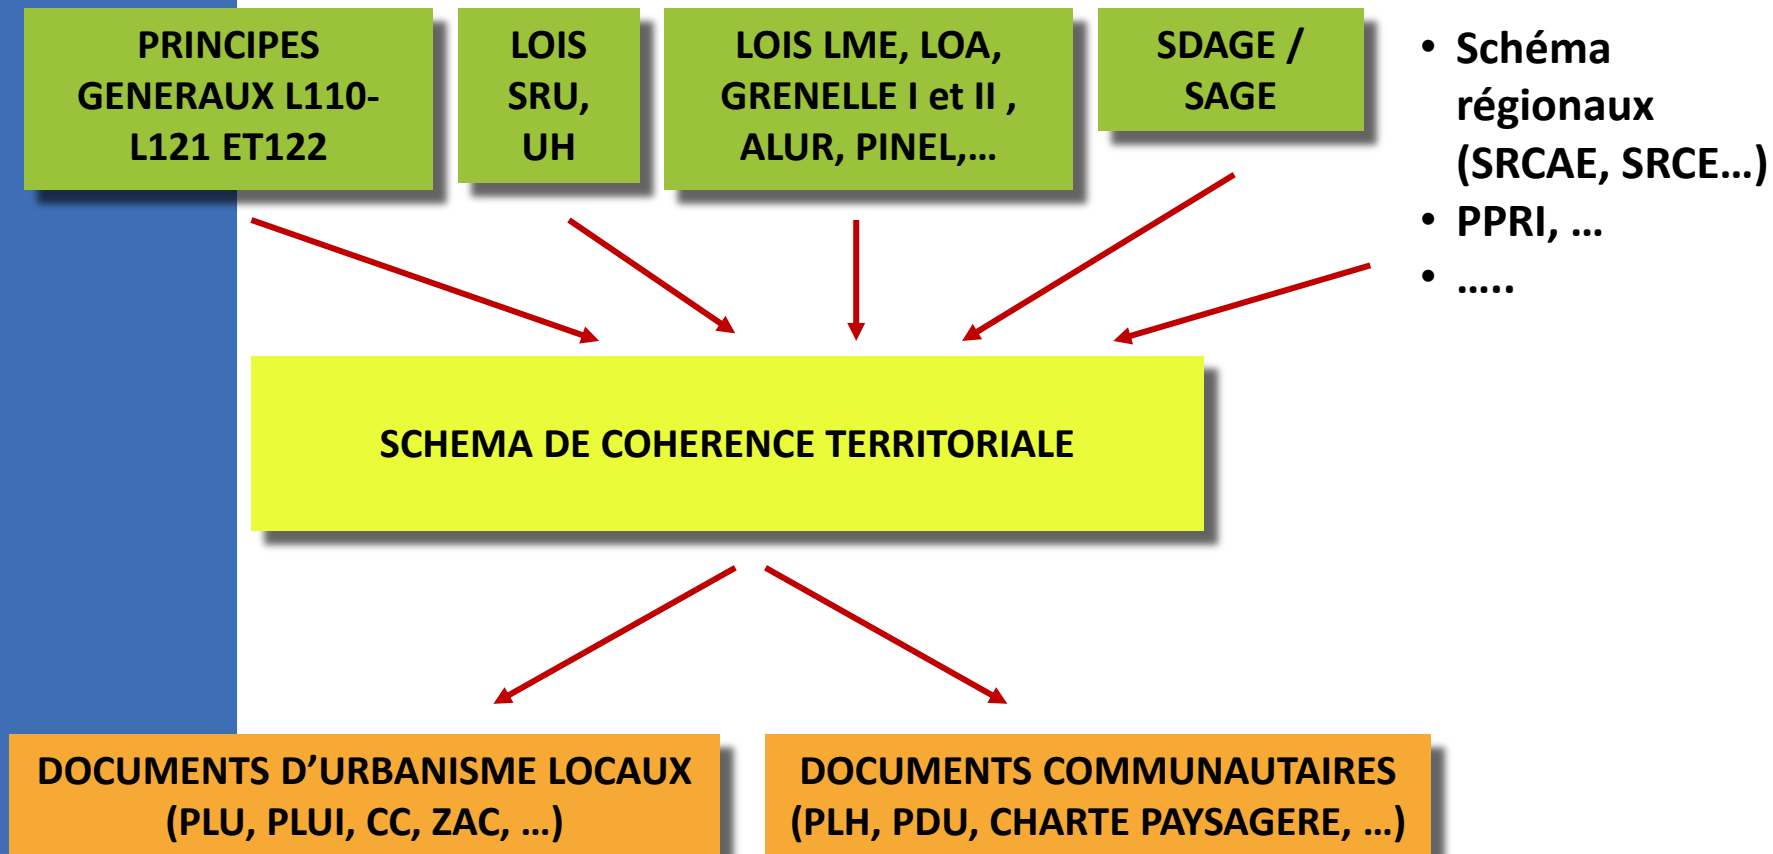 PRINCIPES
GENERAUX L110-
L121 ET122
LOIS
SRU,
UH
LOIS LME, LOA,
GRENELLE I et II ,
ALUR, PINEL,…
SDAGE /
SAGE
• Schéma
régionaux
(SRCAE, SRCE…)
• PPRI, …
• …..
SCHEMA DE COHERENCE TERRITORIALE
DOCUMENTS D’URBANISME LOCAUX
(PLU, PLUI, CC, ZAC, …)
DOCUMENTS COMMUNAUTAIRES
(PLH, PDU, CHARTE PAYSAGERE, …)